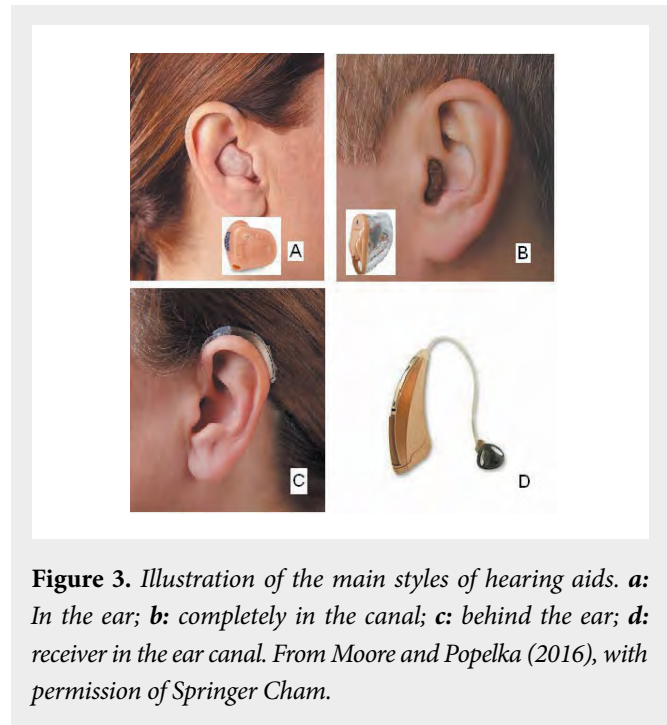 A
B
C
D
Figure 3. Illustration of the main styles of hearing aids. a:
In the ear; b: completely in the canal; c: behind the ear; d:
receiver in the ear canal. From Moore and Popelka (2016), with
permission of Springer Cham.